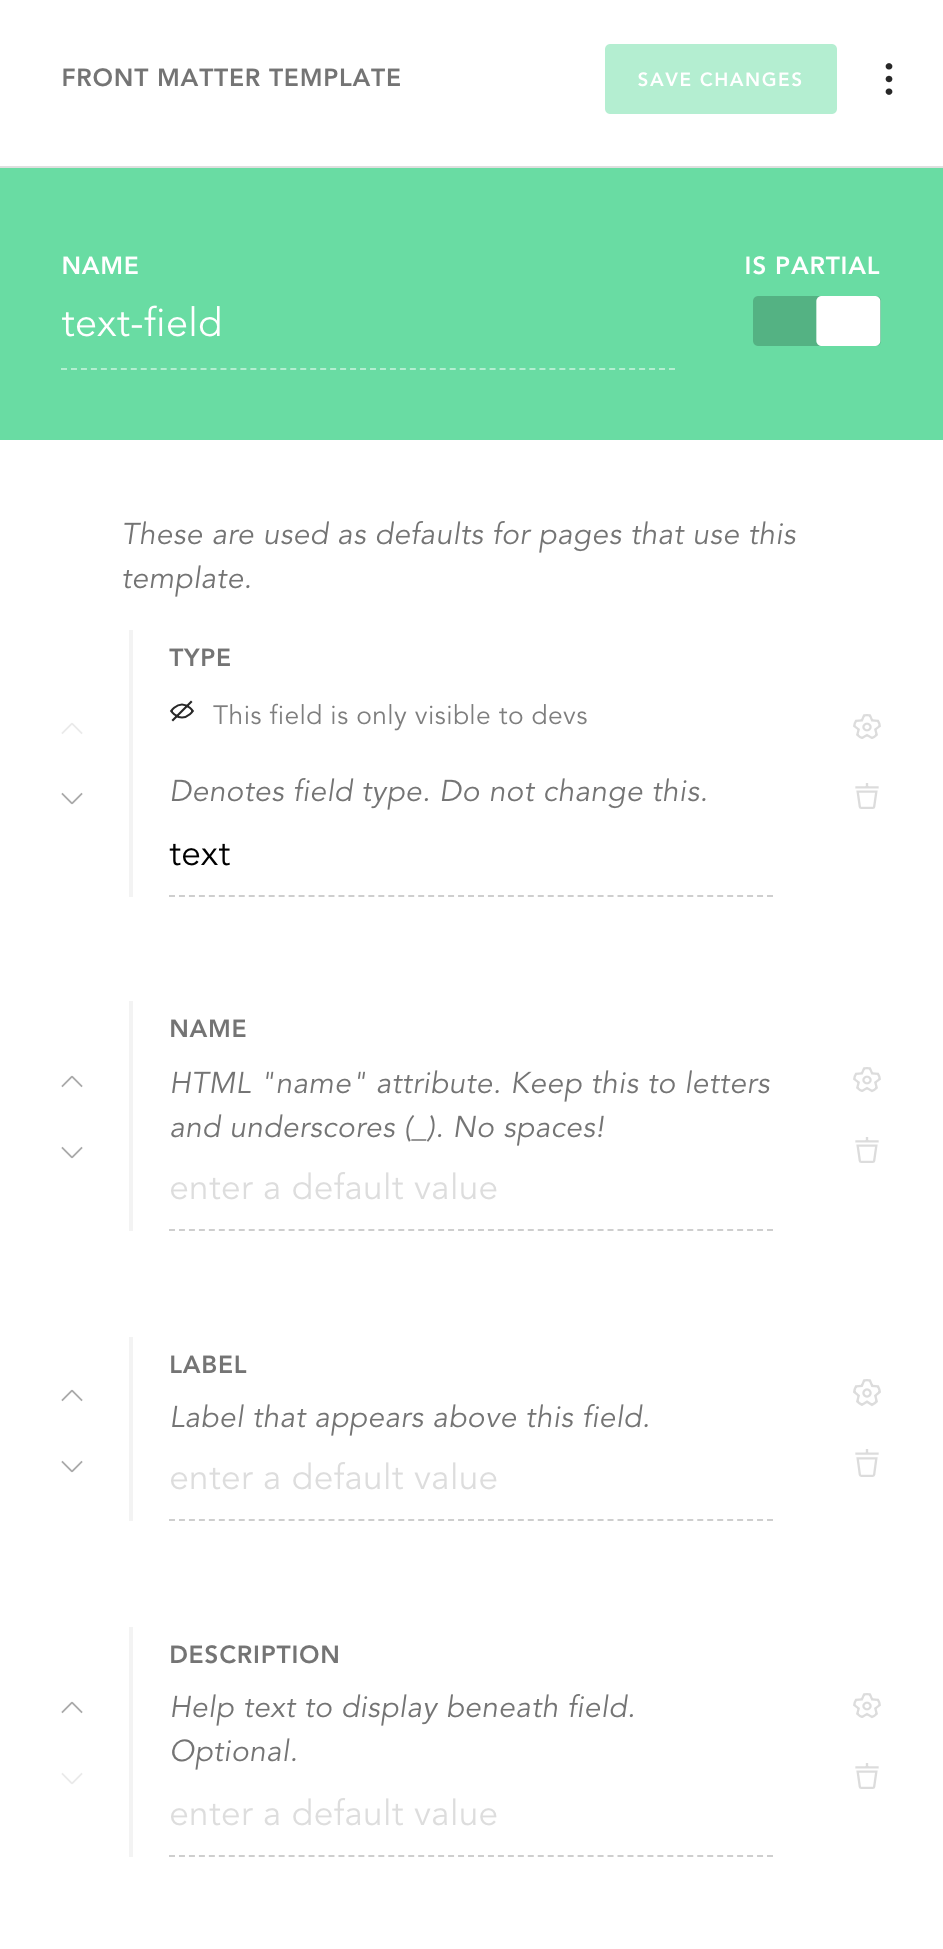 FRONT MATTER TEMPLATE
SAVE CHANGES
NAME
IS PARTIAL
text-field
These are used as defaults for pages that use this
template.
TYPE
This field is only visible to devs
Denotes field type. Do not change this.
text
NAME
HTML "name" attribute. Keep this to letters
and underscores (_). No spaces!
enter a default value
LABEL
Label that appears above this field.
enter a default value
DESCRIPTION
Help text to display beneath field.
Optional.
enter a default value